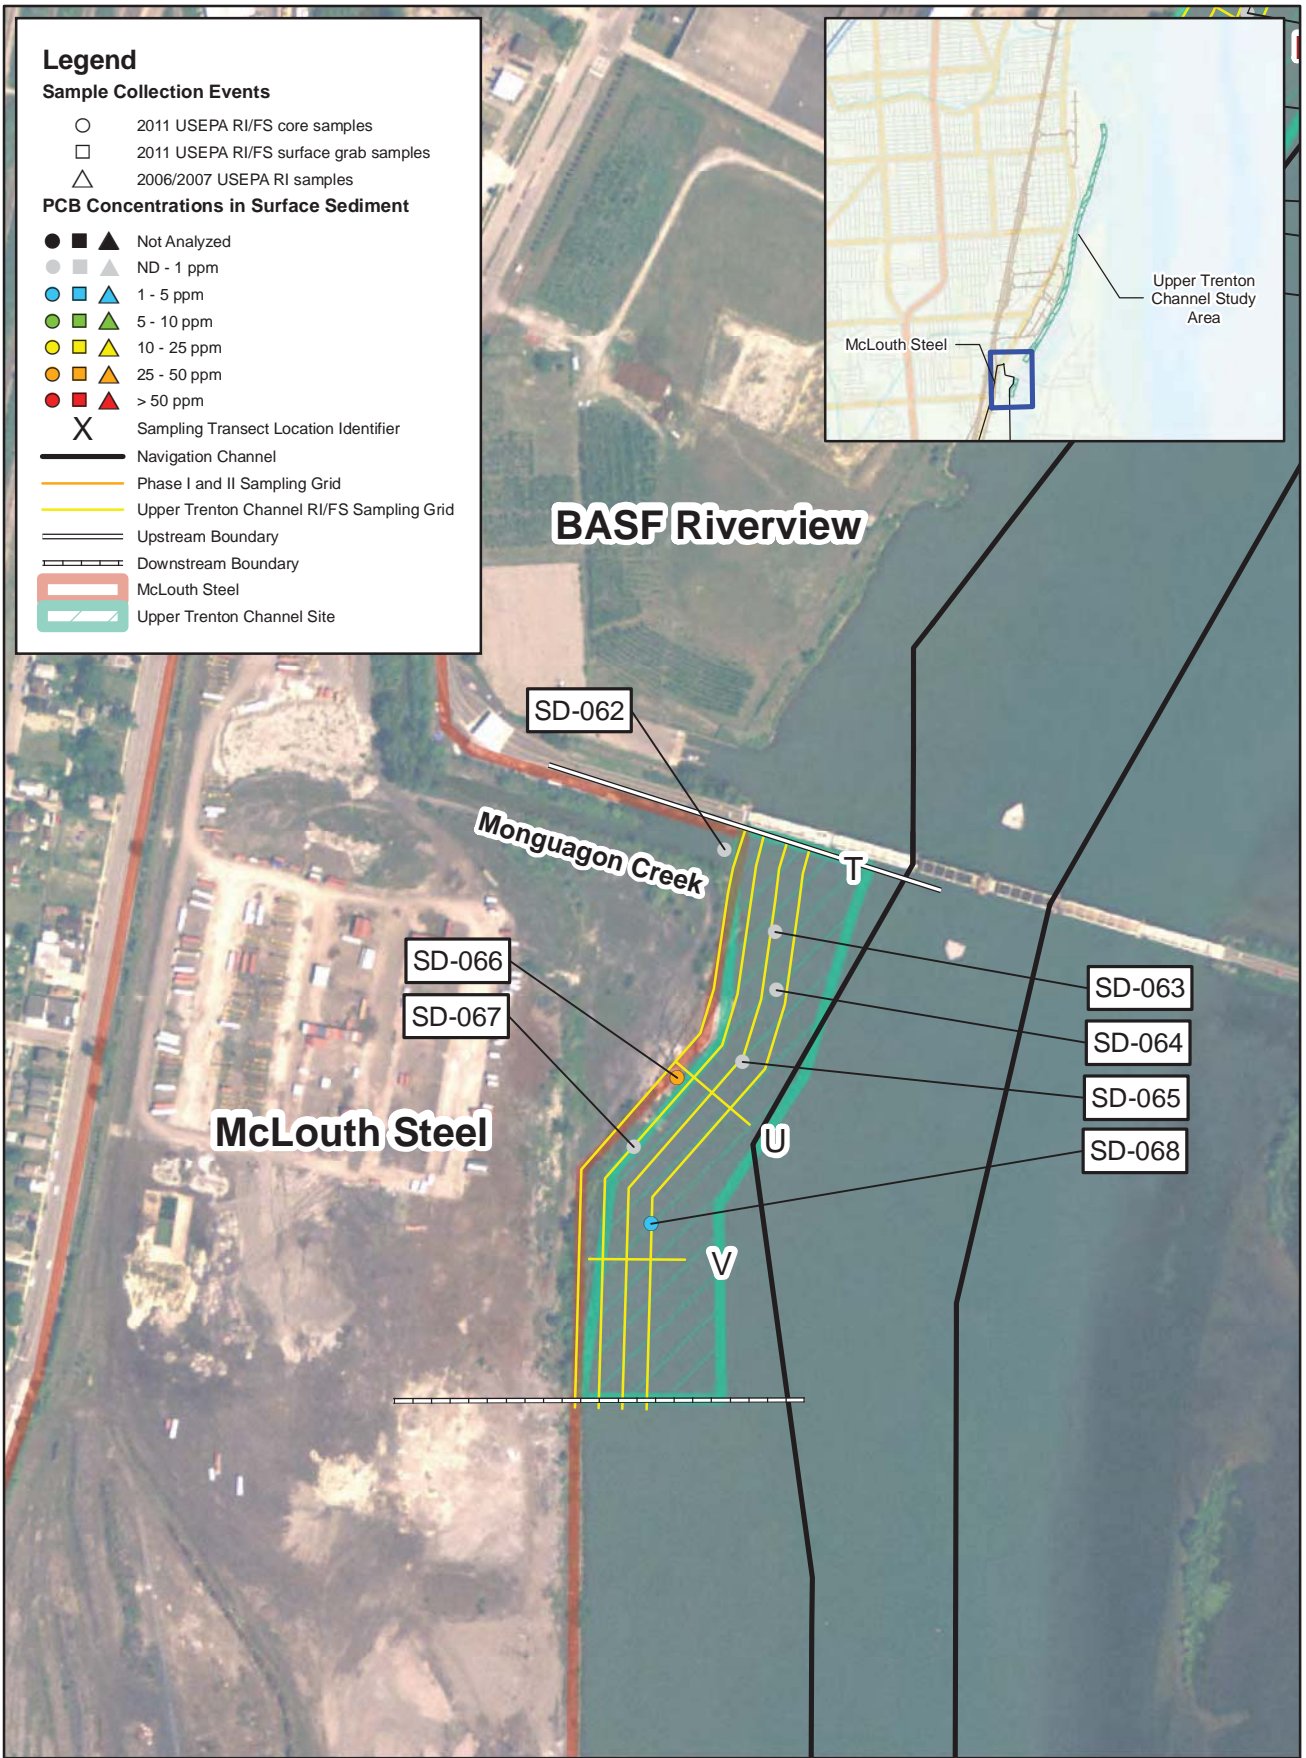 Legend
Sample Collection Events
2011 USEPA RI/FS core samples
2011 USEPA RI/FS surface grab samples
2006/2007 USEPA RI samples
PCB Concentrations in Surface Sediment
Not Analyzed
ND - 1 ppm
1 - 5 ppm
5 - 10 ppm
10 - 25 ppm
25 - 50 ppm
> 50 ppm
X Sampling Transect Location Identifier
Navigation Channel
Phase I and II Sampling Grid
Upper Trenton Channel RI/FS Sampling Grid
Upstream Boundary
Downstream Boundary
McLouth Steel
Upper Trenton Channel Site
Upper Trenton
Channel Study
Area
McLouth Steel
BASF Riverview
SD-062
Monguagon Creek
T
SD-066
SD-067
SD-063
SD-064
SD-065
SD-068
McLouth Steel
U
V